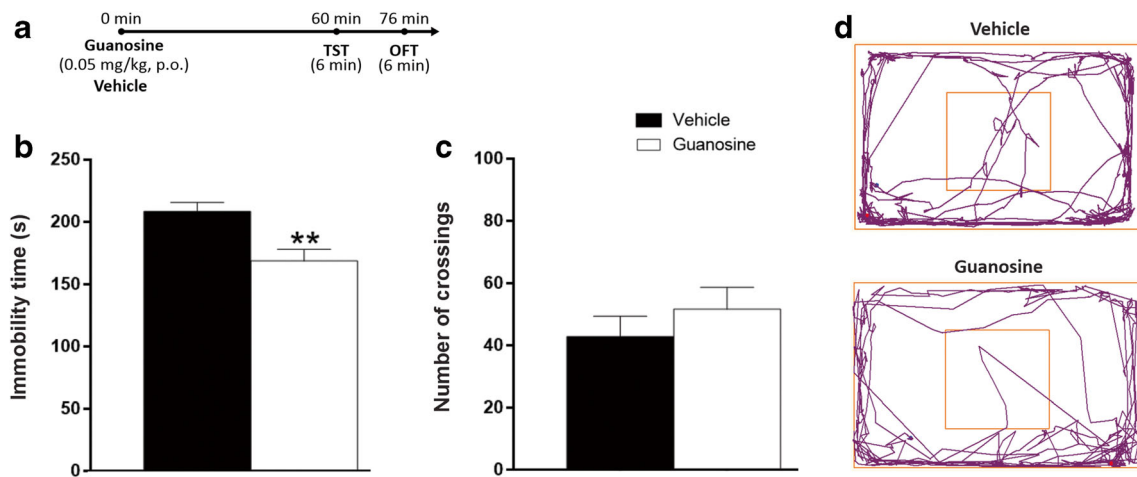 a
0 min 60 min 76 min
Guanosine TST OFT
(0.05 mg/kg, p.o.) (6 min) (6 min)
Vehicle
b
Immobility time (s)
250
200
150
100
50
0
**
Vehicle
Guanosine
c
Number of crossings
100
80
60
40
20
0
d
Vehicle
Guanosine